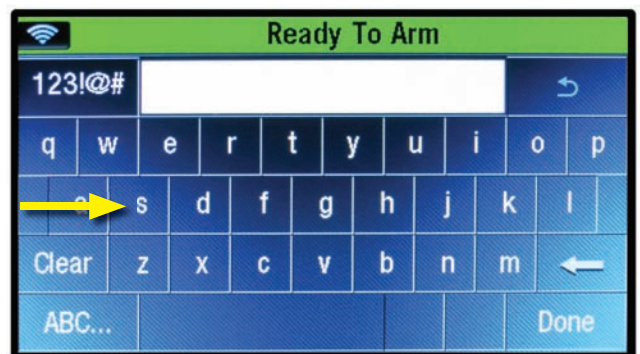 Ready To Arm
123!@#
q w e r t y u i o p
a s d f g h j k l
Clear z x c v b n m
ABC... Done